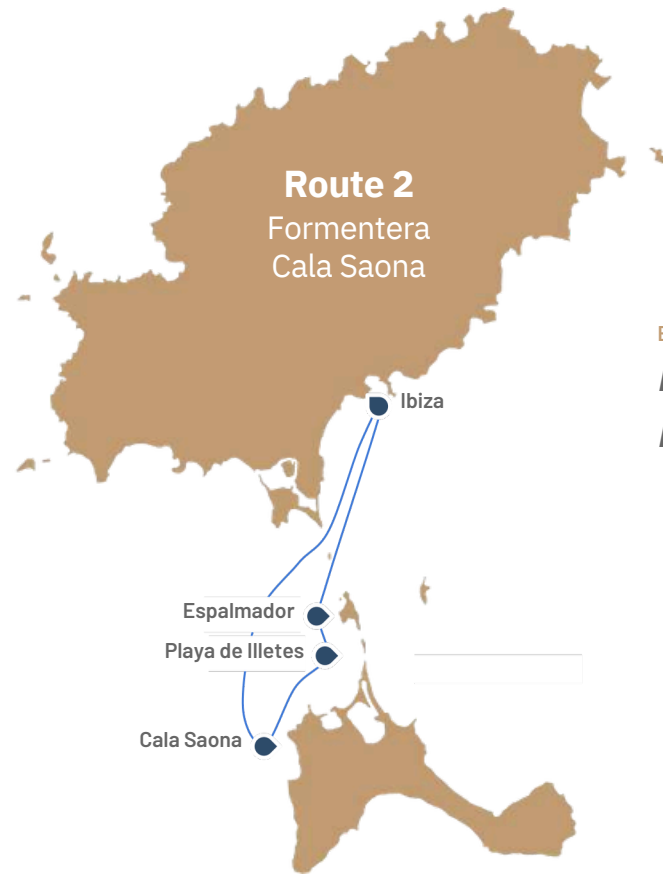 Route 2
Formentera
Cala Saona
Ibiza
Espalmador
Playa de Illetes
Cala Saona